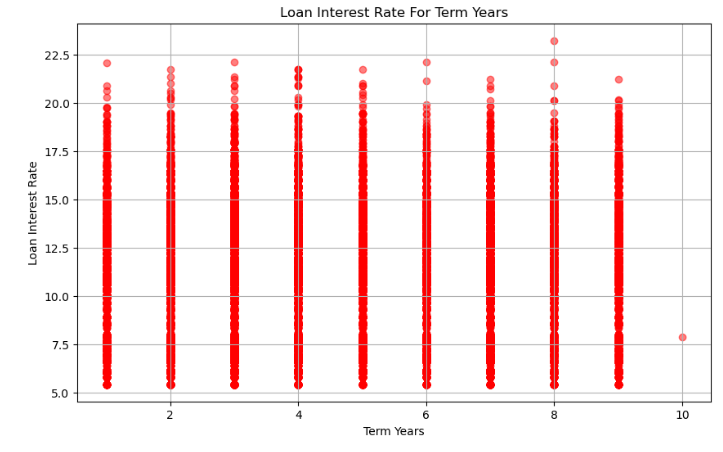 Loan Interest Rate For Term Years
Loan Interest Rate
22.5
20.0
17.5
15.0
12.5
10.0
7.5
5.0
2 4 6 8 10
Term Years